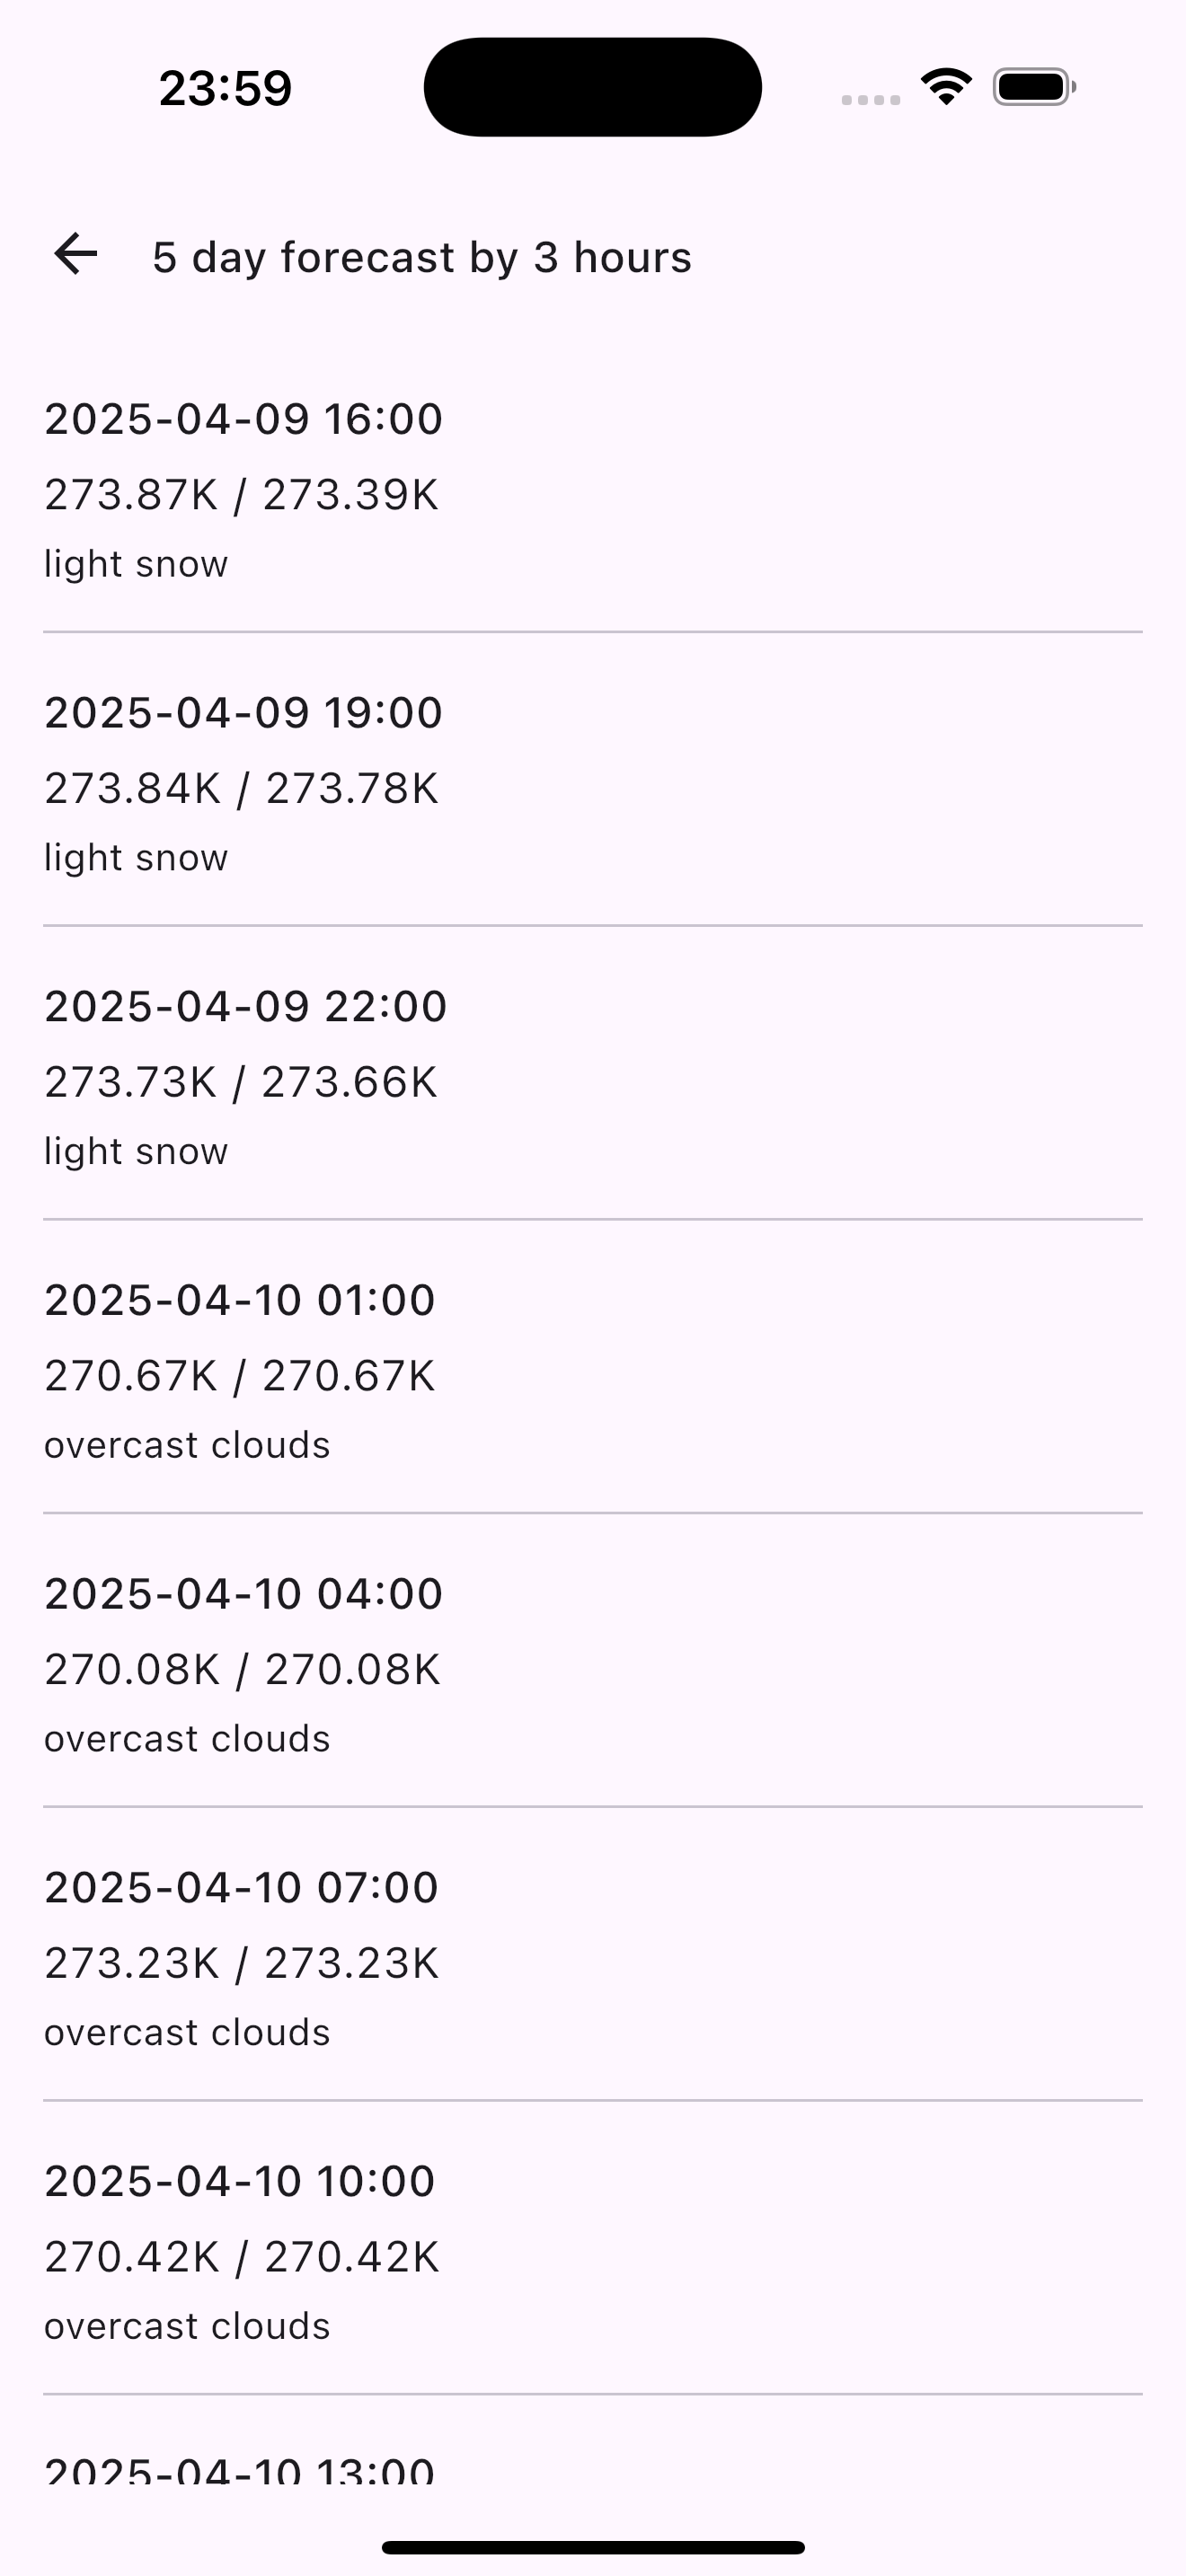 23:59
5 day forecast by 3 hours
2025-04-09 16:00
273.87K / 273.39K
light snow
2025-04-09 19:00
273.84K / 273.78K
light snow
2025-04-09 22:00
273.73K / 273.66K
light snow
2025-04-10 01:00
270.67K / 270.67K
overcast clouds
2025-04-10 04:00
270.08K / 270.08K
overcast clouds
2025-04-10 07:00
273.23K / 273.23K
overcast clouds
2025-04-10 10:00
270.42K / 270.42K
overcast clouds
2025-04-10 13:00